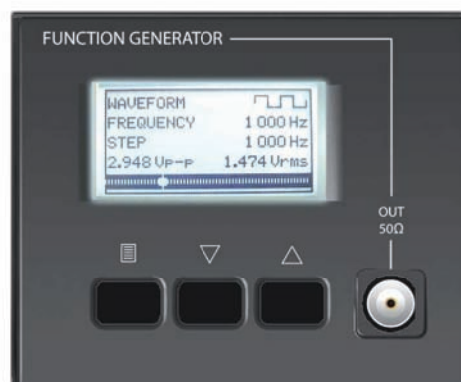 FUNCTION GENERATOR
WAVEFORM
FREQUENCY 1 000 Hz
STEP 1 000 Hz
2.948 Vp-p 1.474 Vrms
OUT
50Ω